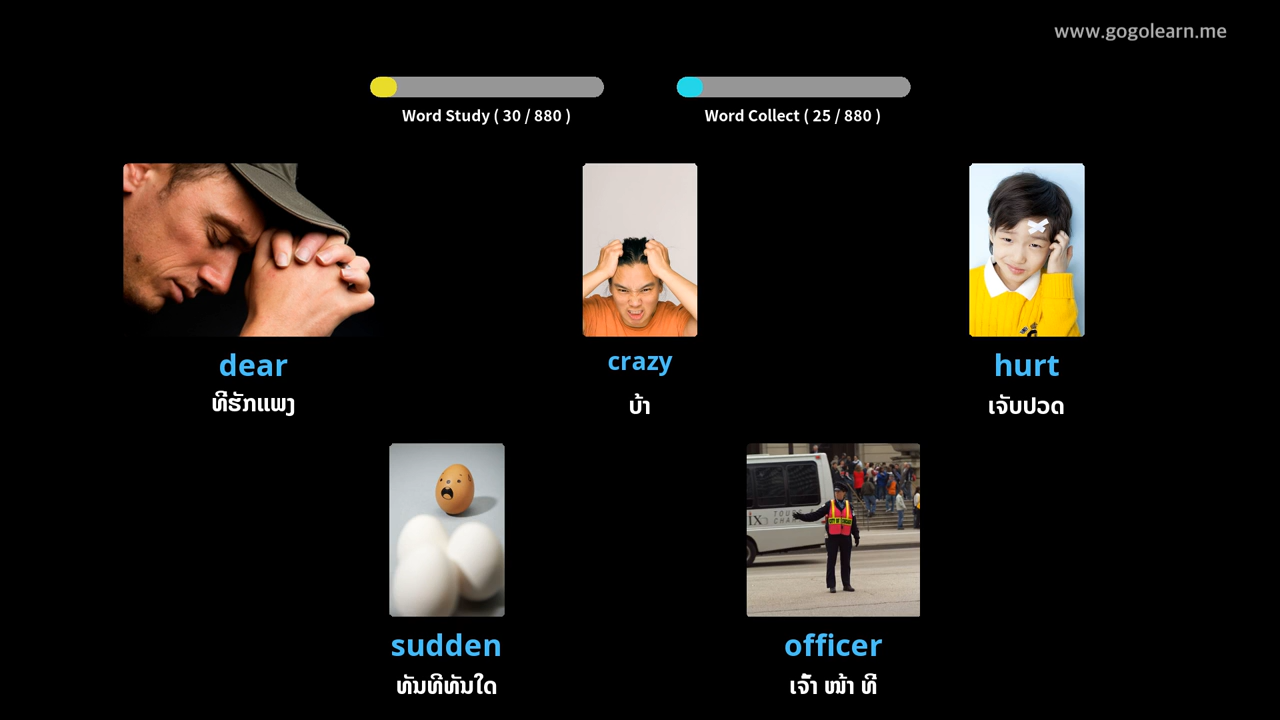 www.gogolearn.me
Word Study ( 30 / 880 )
Word Collect ( 25 / 880 )
dear
crazy
hurt
ທີຮັກແພງ
ບ້າ
ເຈັບປວດ
sudden
officer
ທັນທີທັນໃດ
ເຈົ້າ ໜ້າ ທີ